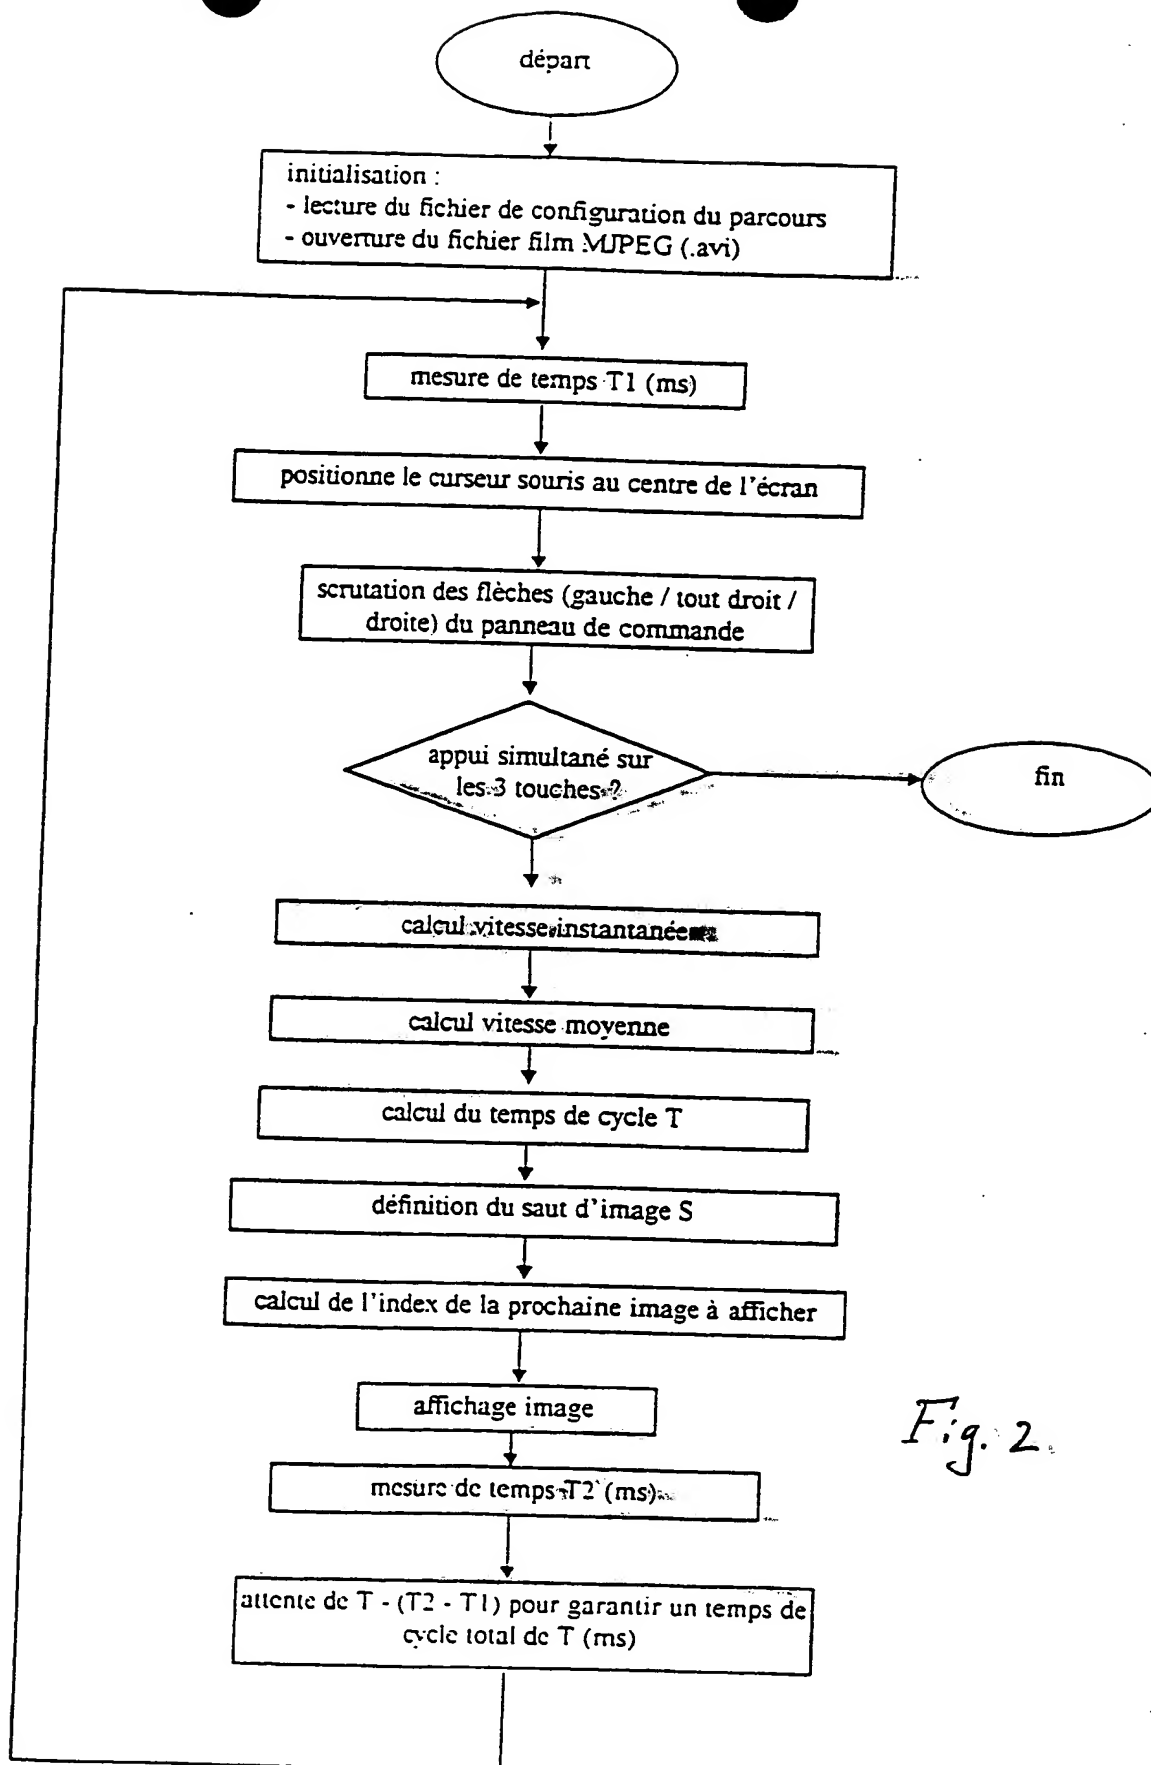 départ
initialisation :
- lecture du fichier de configuration du parcours
- ouverture du fichier film MJPEG (.avi)
mesure de temps T1 (ms)
positionne le curseur souris au centre de l'écran
scrutation des flèches (gauche / tout droit /
droite) du panneau de commande
appui simultané sur
les 3 touches ?
fin
calcul vitesse instantanée
calcul vitesse moyenne
calcul du temps de cycle T
définition du saut d'image S
calcul de l'index de la prochaine image à afficher
affichage image
mesure de temps T2 (ms)
attente de T - (T2 - T1) pour garantir un temps de
cycle total de T (ms)
Fig. 2